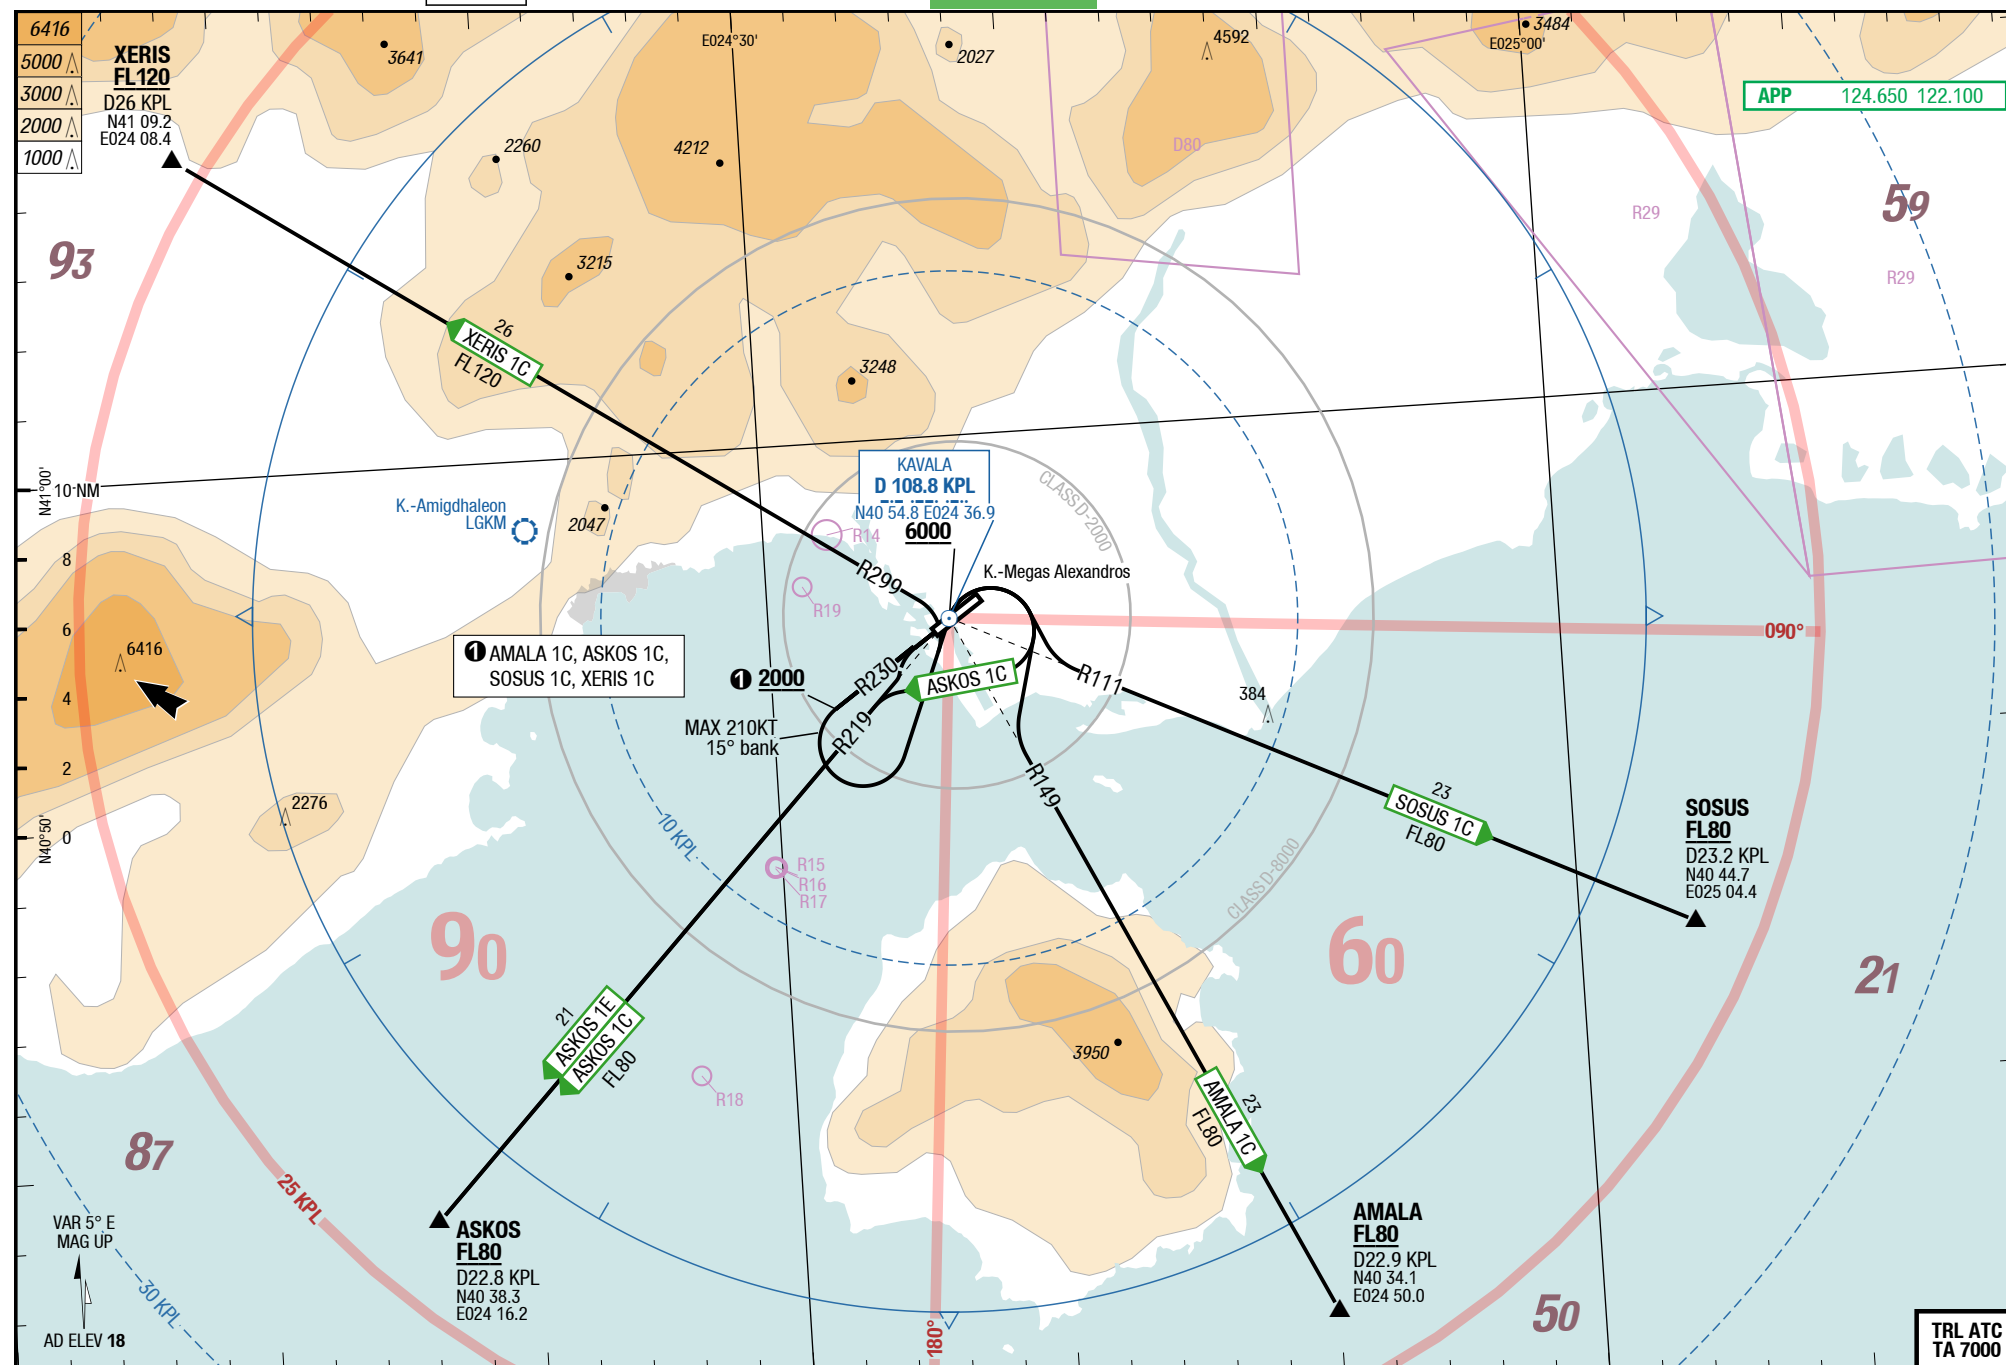 6416
5000
3000
2000
1000
XERIS
FL120
D26 KPL
N41 09.2
E024 08.4
3641
E024°30'
2027
4592
3484
E025°00'
APP 124.650 122.100
2260
4212
D80
R29
59
R29
93
3215
26
XERIS 1C
FL120
3248
N41°00'
10 NM
8
6
4
2
0
N40°50'
K.-Amigdhaleon
LGKM
2047
KAVALA
D 108.8 KPL
N40 54.8 E024 36.9
6000
CLASS D-2000
R14
R19
R299
K.-Megas Alexandros
090°
6416
1 AMALA 1C, ASKOS 1C,
SOSUS 1C, XERIS 1C
1 2000
R230
ASKOS 1C
R111
384
MAX 210KT
15° bank
R219
R149
2276
10 KPL
23
SOSUS 1C
FL80
SOSUS
FL80
D23.2 KPL
N40 44.7
E025 04.4
R15
R16
R17
CLASS D-8000
90
60
21
21
ASKOS 1E
ASKOS 1C
FL80
3950
R18
23
AMALA 1C
FL80
87
25 KPL
ASKOS
FL80
D22.8 KPL
N40 38.3
E024 16.2
AMALA
FL80
D22.9 KPL
N40 34.1
E024 50.0
50
VAR 5° E
MAG UP
30 KPL
AD ELEV 18
180°
TRL ATC
TA 7000